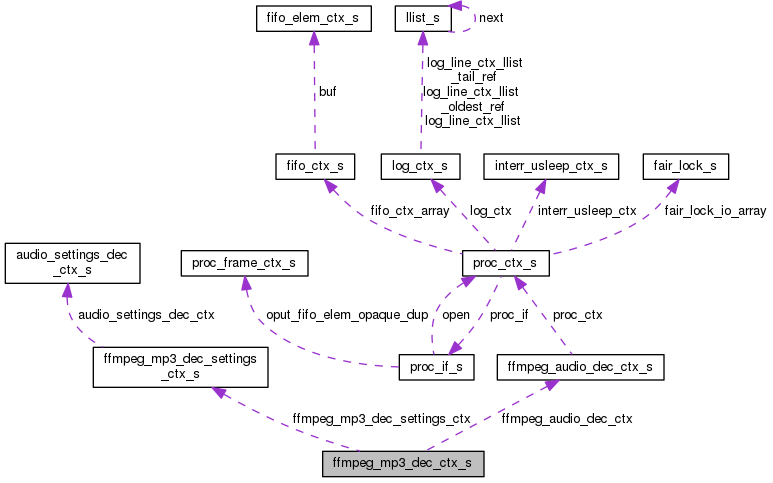 fifo_elem_ctx_s
llist_s
next
log_line_ctx_llist
_tail_ref
log_line_ctx_llist
_oldest_ref
log_line_ctx_llist
buf
fifo_ctx_s
log_ctx_s
interr_usleep_ctx_s
fair_lock_s
fifo_ctx_array
log_ctx
interr_usleep_ctx
fair_lock_io_array
audio_settings_dec
_ctx_s
proc_frame_ctx_s
proc_ctx_s
audio_settings_dec_ctx
oput_fifo_elem_opaque_dup
open
proc_if
proc_ctx
ffmpeg_mp3_dec_settings
_ctx_s
proc_if_s
ffmpeg_audio_dec_ctx_s
ffmpeg_mp3_dec_settings_ctx
ffmpeg_audio_dec_ctx
ffmpeg_mp3_dec_ctx_s